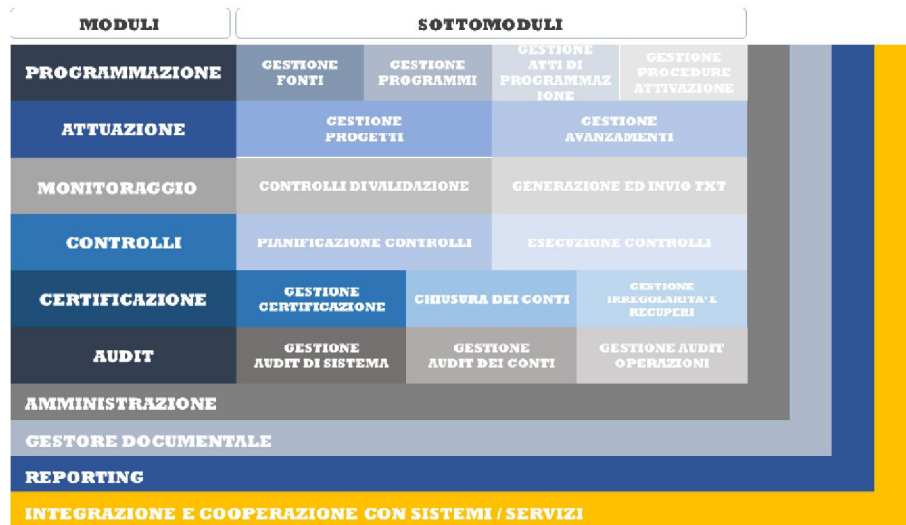 MODULI
SOTTOMODULI
PROGRAMMAZIONE
GESTIONE
FONTI
GESTIONE
PROGRAMMI
GESTIONE
ATTI DI
PROGRAMMAZ
IONE
GESTIONE
PROCEDURE
ATTIVAZIONE
ATTUAZIONE
GESTIONE
PROGETTI
GESTIONE
AVANZAMENTI
MONITORAGGIO
CONTROLLI DI VALIDAZIONE
GENERAZIONE ED INVIO TXT
CONTROLLI
PIANIFICAZIONE CONTROLLI
ESECUZIONE CONTROLLI
CERTIFICAZIONE
GESTIONE
CERTIFICAZIONE
CHIUSURA DEI CONTI
GESTIONE
IRREGOLARITA' E
RECUPERI
AUDIT
GESTIONE
AUDIT DI SISTEMA
GESTIONE
AUDIT DEI CONTI
GESTIONE AUDIT
OPERAZIONI
AMMINISTRAZIONE
GESTORE DOCUMENTALE
REPORTING
INTEGRAZIONE E COOPERAZIONE CON SISTEMI / SERVIZI